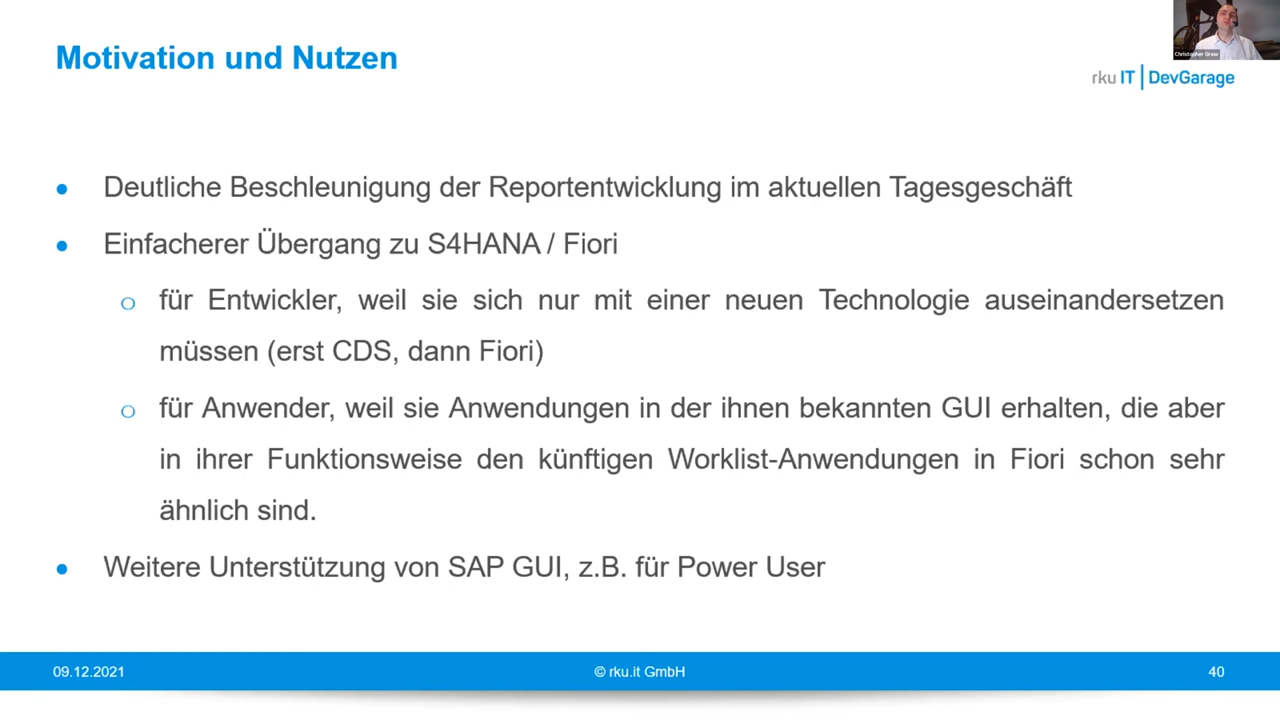 Motivation und Nutzen
Christopher Grass
rku IT | DevGarage
• Deutliche Beschleunigung der Reportentwicklung im aktuellen Tagesgeschäft
• Einfacherer Übergang zu S4HANA / Fiori
o für Entwickler, weil sie sich nur mit einer neuen Technologie auseinandersetzen
müssen (erst CDS, dann Fiori)
o für Anwender, weil sie Anwendungen in der ihnen bekannten GUI erhalten, die aber
in ihrer Funktionsweise den künftigen Worklist-Anwendungen in Fiori schon sehr
ähnlich sind.
• Weitere Unterstützung von SAP GUI, z.B. für Power User
09.12.2021
© rku.it GmbH
40